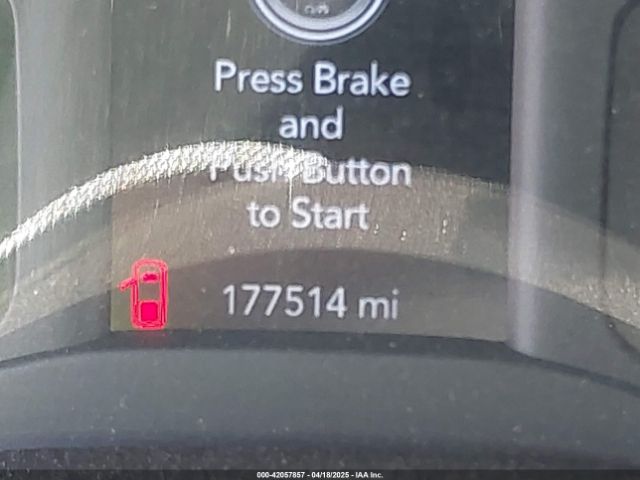 Press Brake
and
Push Button
to Start
177514 mi
000-42057857 - 04/18/2025 - IAA Inc.